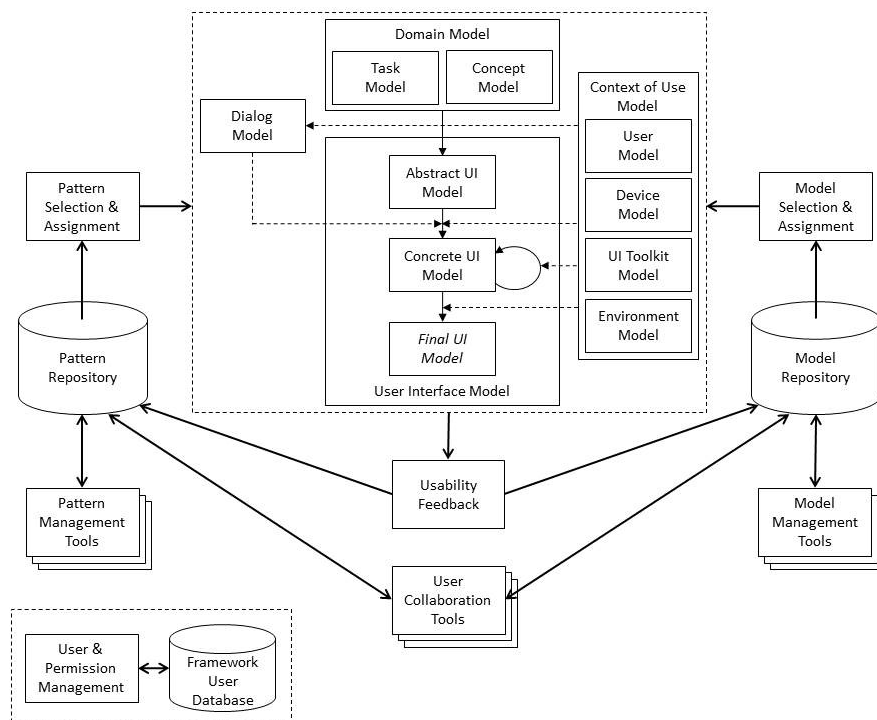 Domain Model
Task
Model
Concept
Model
Context of Use
Model
User
Model
Device
Model
UI Toolkit
Model
Environment
Model
Dialog
Model
Abstract UI
Model
Concrete UI
Model
Final UI
Model
User Interface Model
Pattern
Selection &
Assignment
Model
Selection &
Assignment
Pattern
Repository
Model
Repository
Usability
Feedback
Pattern
Management
Tools
Model
Management
Tools
User
Collaboration
Tools
User &
Permission
Management
Framework
User
Database